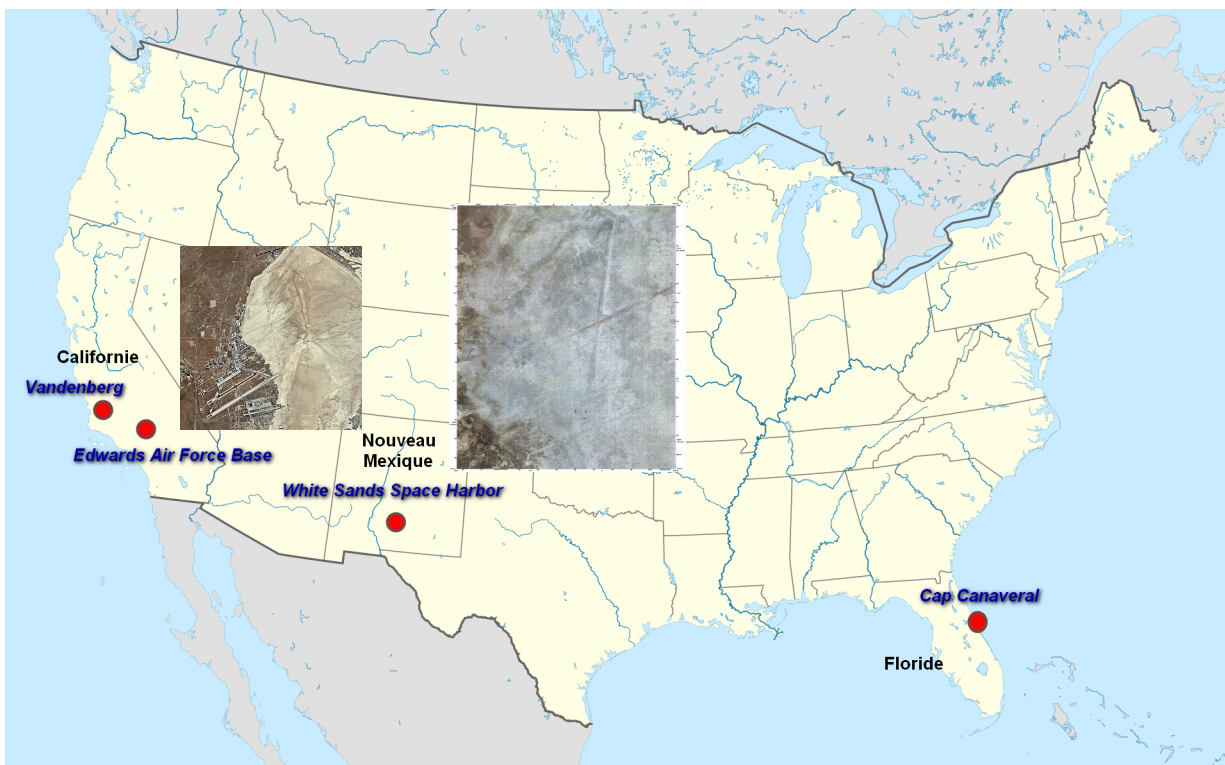 Californie
Vandenberg
Edwards Air Force Base
Nouveau
Mexique
White Sands Space Harbor
Cap Canaveral
Floride